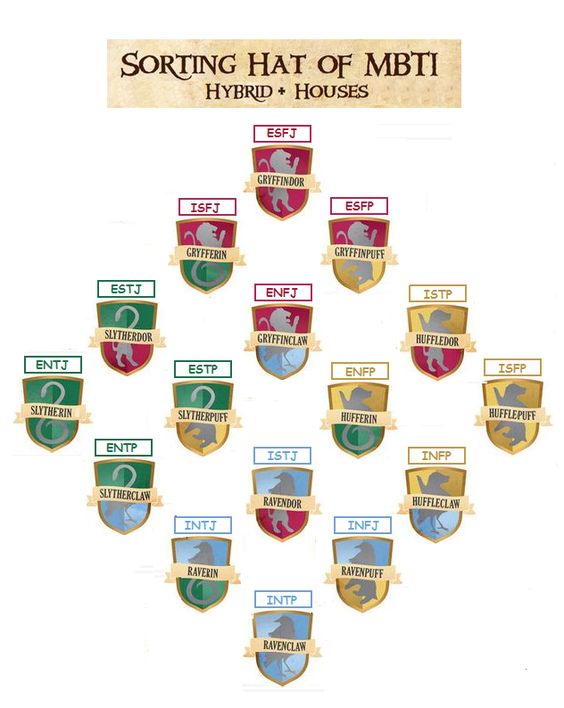 SORTING HAT OF MBTI
HYBRID + HOUSES
ESFJ
GRYFFINDOR
ISFJ
GRYFFERIN
ESFP
GRYFFINPUFF
ESTJ
SLYTHERDOR
ENFJ
GRYFFINCLAW
ISTP
HUFFLEDOR
ENTJ
SLYTHERIN
ESTP
SLYTHERPUFF
ENFP
HUFFERIN
ISFP
HUFFLEPUFF
ENTP
SLYTHERCLAW
ISTJ
RAVENDOR
INFP
HUFFLECLAW
INTJ
RAVERIN
INFJ
RAVENPUFF
INTP
RAVENCLAW